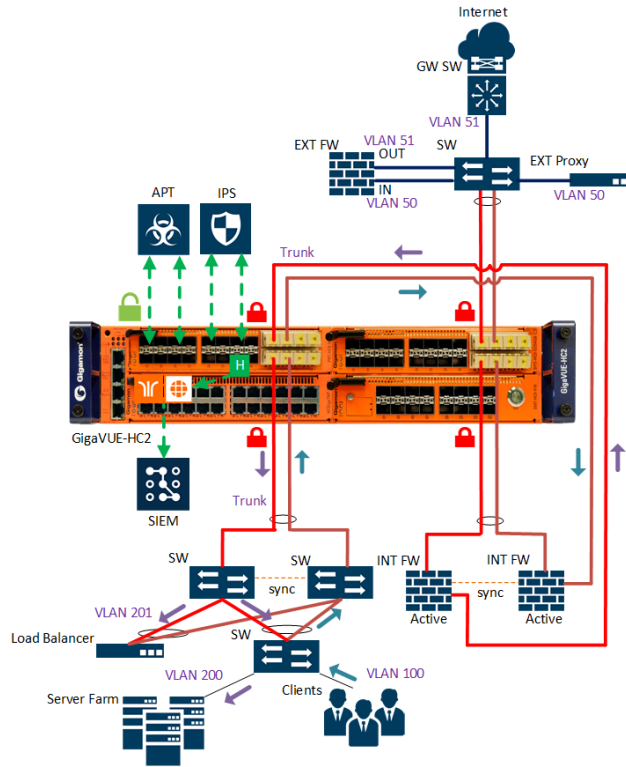 Internet
GW SW
VLAN 51
VLAN 51
EXT FW
OUT
SW
EXT Proxy
IN
VLAN 50
VLAN 50
APT
IPS
Trunk
Gigamon
GigaVUE-HC2
H
GigaVUE-HC2
Trunk
SIEM
SW
SW
INT FW
INT FW
sync
sync
VLAN 201
Active
Active
SW
Load Balancer
VLAN 200
VLAN 100
Clients
Server Farm